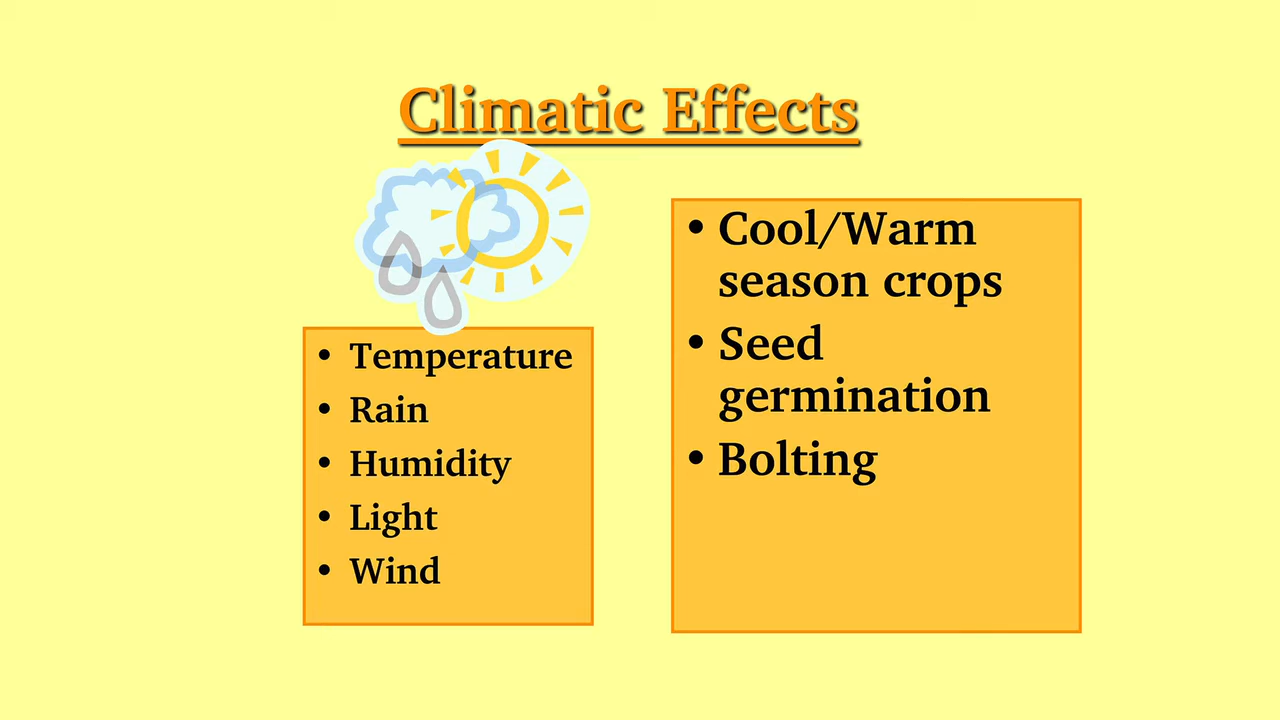 Climatic Effects
• Temperature
• Rain
• Humidity
• Light
• Wind
• Cool/Warm
season crops
• Seed
germination
• Bolting